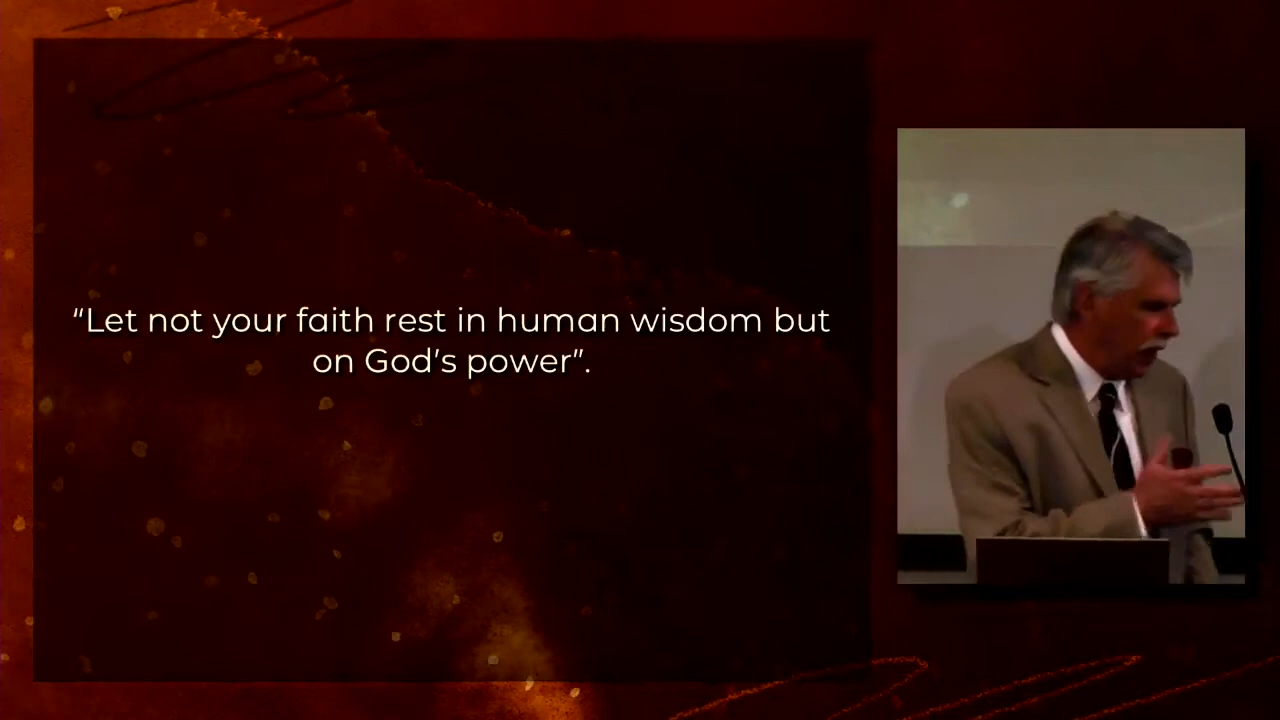 “Let not your faith rest in human wisdom but
on God's power”.